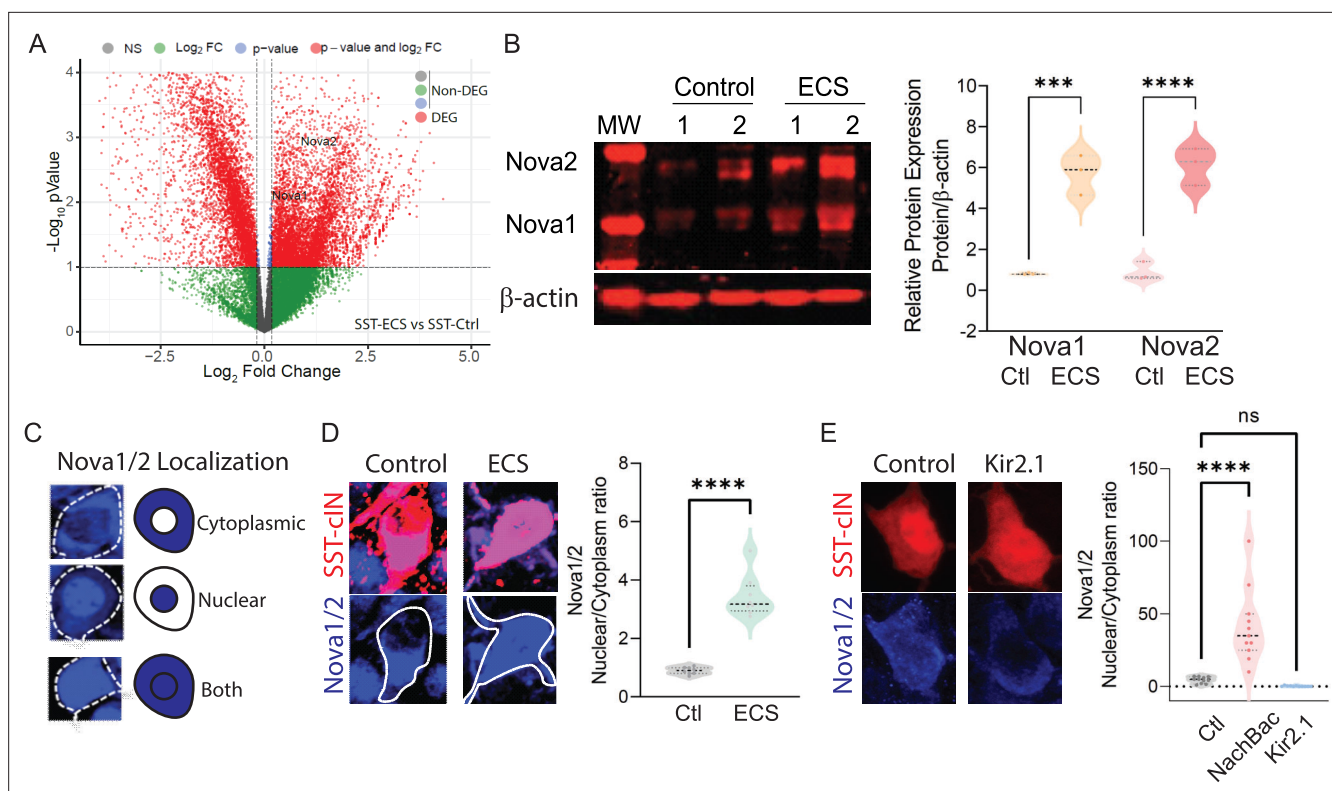 A
NS Log2 FC p−value p−value and log2 FC
Non-DEG
DEG
Nova2
Nova1
SST-ECS vs SST-Ctrl
-Log10 pValue
4
3
2
1
0
−2.5 0.0 2.5 5.0
Log2 Fold Change
B
Control ECS
MW 1 2 1 2
Nova2
Nova1
β-actin
Relative Protein Expression
Protein/β-actin
10
8
6
4
2
0
-2
*** ****
Nova1 Nova2
Ctl ECS Ctl ECS
C
Nova1/2 Localization
Cytoplasmic
Nuclear
Both
D
Control ECS
SST-cIN
Nova1/2
Nova1/2
Nuclear/Cytoplasm ratio
8
6
4
2
0
****
Ctl ECS
E
Control Kir2.1
SST-cIN
Nova1/2
Nova1/2
Nuclear/Cytoplasm ratio
150
100
50
0
ns
****
Ctl NachBac Kir2.1